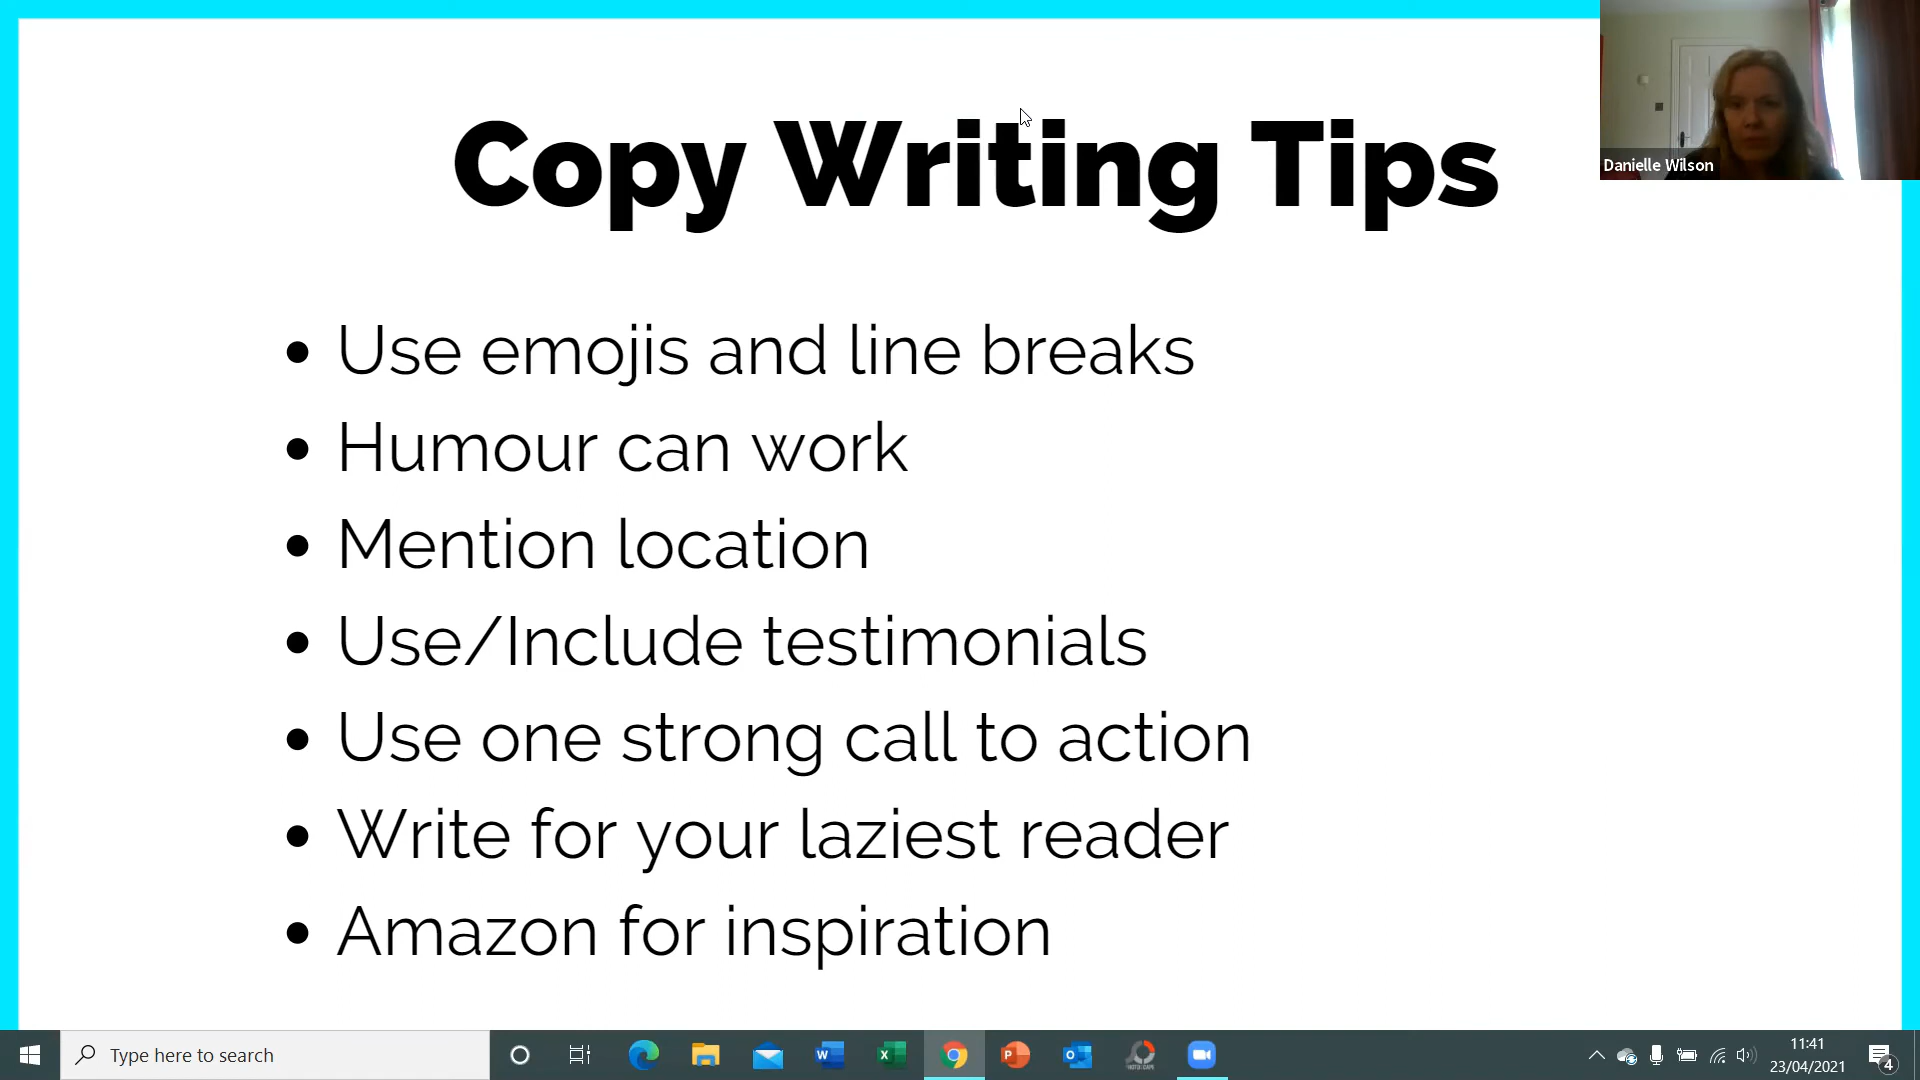 Copy Writing Tips
Danielle Wilson
• Use emojis and line breaks
• Humour can work
• Mention location
• Use/Include testimonials
• Use one strong call to action
• Write for your laziest reader
• Amazon for inspiration
Type here to search
11:41
23/04/2021
4